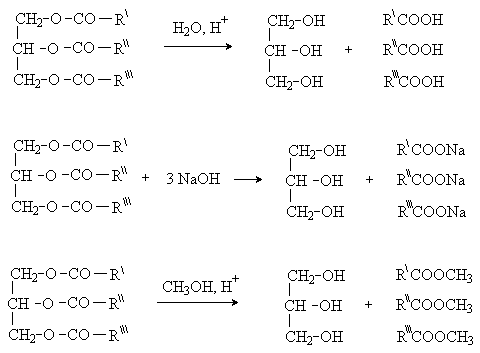 CH₂–O–CO–R\ H₂O, H⁺ CH₂–OH R\COOH
CH –O–CO–R\\ CH –OH + R\\COOH
CH₂–O–CO–R\\\ CH₂–OH R\\\COOH
CH₂–O–CO–R\ CH₂–OH R\COONa
CH –O–CO–R\\ + 3 NaOH CH –OH + R\\COONa
CH₂–O–CO–R\\\ CH₂–OH R\\\COONa
CH₂–O–CO–R\ CH₃OH, H⁺ CH₂–OH R\COOCH₃
CH –O–CO–R\\ CH –OH + R\\COOCH₃
CH₂–O–CO–R\\\ CH₂–OH R\\\COOCH₃